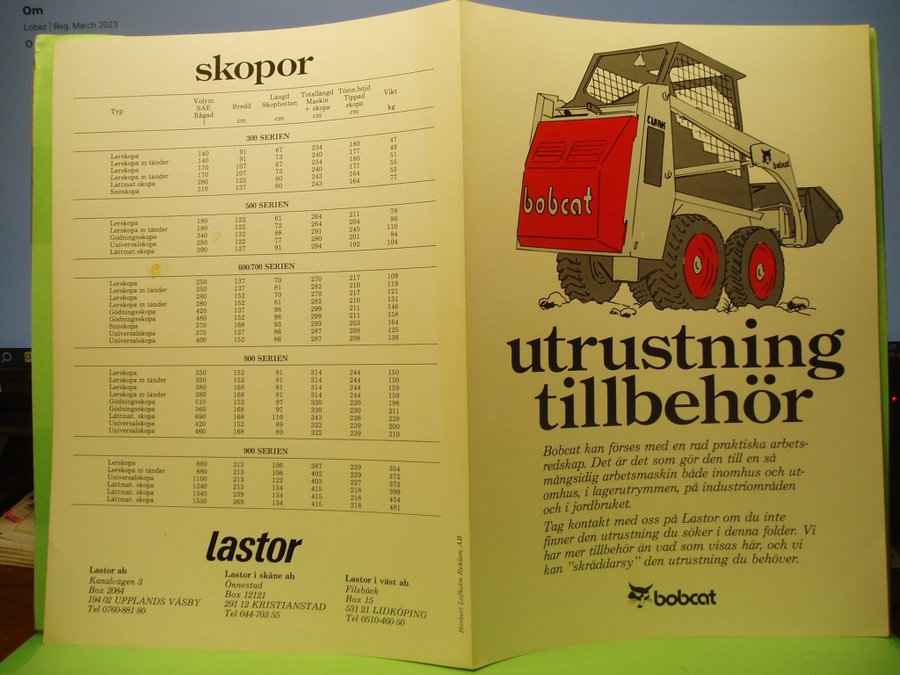 Om
Lobez | Reg. March 2023
skopor
Typ
Volym SAE Rågad l
Bredd cm
Längd Skopbotten cm
Totallängd Maskin + skopa cm
Tömn.höjd Tippad skopa cm
Vikt kg
300 SERIEN
Lerskopa 140 91 67 234 180 47
Lerskopa m tänder 140 91 73 240 177 49
Lerskopa 170 107 67 234 180 51
Lerskopa m tänder 170 107 73 240 177 55
Lättmat.skopa 280 125 80 243 164 55
Snöskopa 310 137 80 243 164 77
500 SERIEN
Lerskopa 180 122 61 264 211 78
Lerskopa m tänder 180 122 72 264 204 86
Gödningsskopa 340 132 88 291 245 110
Universalskopa 250 122 77 280 201 84
Lättmat.skopa 390 137 91 294 192 104
600/700 SERIEN
Lerskopa 250 137 70 270 217 109
Lerskopa m tänder 250 137 81 282 210 119
Lerskopa 280 152 70 270 217 121
Lerskopa m tänder 280 152 81 282 210 131
Gödningsskopa 420 137 98 299 211 46
Gödningsskopa 480 152 98 299 211 158
Snöskopa 570 168 93 293 203 164
Universalskopa 370 137 86 287 208 125
Universalskopa 400 152 86 287 208 138
800 SERIEN
Lerskopa 350 152 81 314 244 150
Lerskopa m tänder 350 152 81 314 244 150
Lerskopa 380 168 81 314 244 159
Lerskopa m tänder 380 168 81 314 244 159
Gödningsskopa 510 152 97 330 230 198
Gödningsskopa 560 168 97 330 230 211
Lättmat. skopa 690 168 110 343 226 228
Universalskopa 420 152 89 322 239 200
Universalskopa 460 168 89 322 239 210
900 SERIEN
Lerskopa 880 213 106 387 239 354
Lerskopa m tänder 880 213 106 402 229 372
Universalskopa 1100 213 122 403 227 372
Lättmat. skopa 1240 213 134 415 218 399
Lättmat. skopa 1340 239 134 415 218 454
Lättmat. skopa 1530 269 134 415 218 481
lastor
Lastor ab
Kanalvägen 3
Box 2084
194 02 UPPLANDS VÄSBY
Tel 0760-881 80
Lastor i skåne ab
Önnestad
Box 12121
291 12 KRISTIANSTAD
Tel 044-703 55
Lastor i väst ab
Filsbäck
Box 15
531 21 LIDKÖPING
Tel 0510-460 50
Herbert Löfholm Reklam AB
CLARK
bobcat
bobcat
utrustning
tillbehör
Bobcat kan förses med en rad praktiska arbets-
redskap. Det är det som gör den till en så
mångsidig arbetsmaskin både inomhus och ut-
omhus, i lagerutrymmen, på industriområden
och i jordbruket.
Tag kontakt med oss på Lastor om du inte
finner den utrustning du söker i denna folder. Vi
har mer tillbehör än vad som visas här, och vi
kan "skräddarsy" den utrustning du behöver.
bobcat